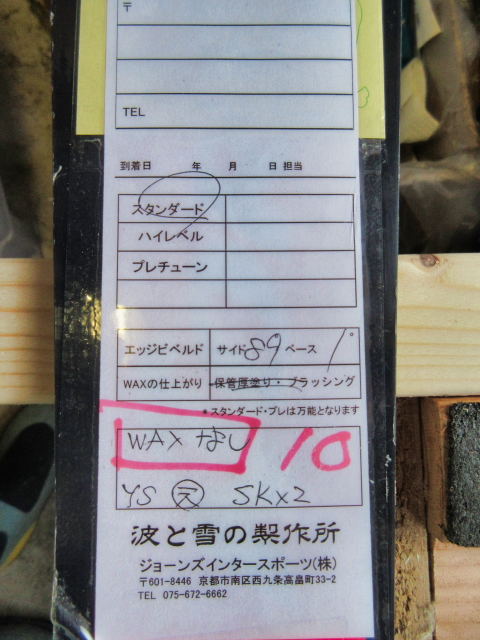 〒
TEL
到着日 年 月 日 担当
スタンダード
ハイレベル
プレチューン
エッジビベルド サイド 89° ベース 1°
WAXの仕上がり 保管厚塗り・ブラッシング
*スタンダード・プレは万能となります
WAX なし 10
YS SK×2
波と雪の製作所
ジョーンズインタースポーツ(株)
〒601-8446 京都市南区西九条高畠町33-2
TEL 075-672-6662